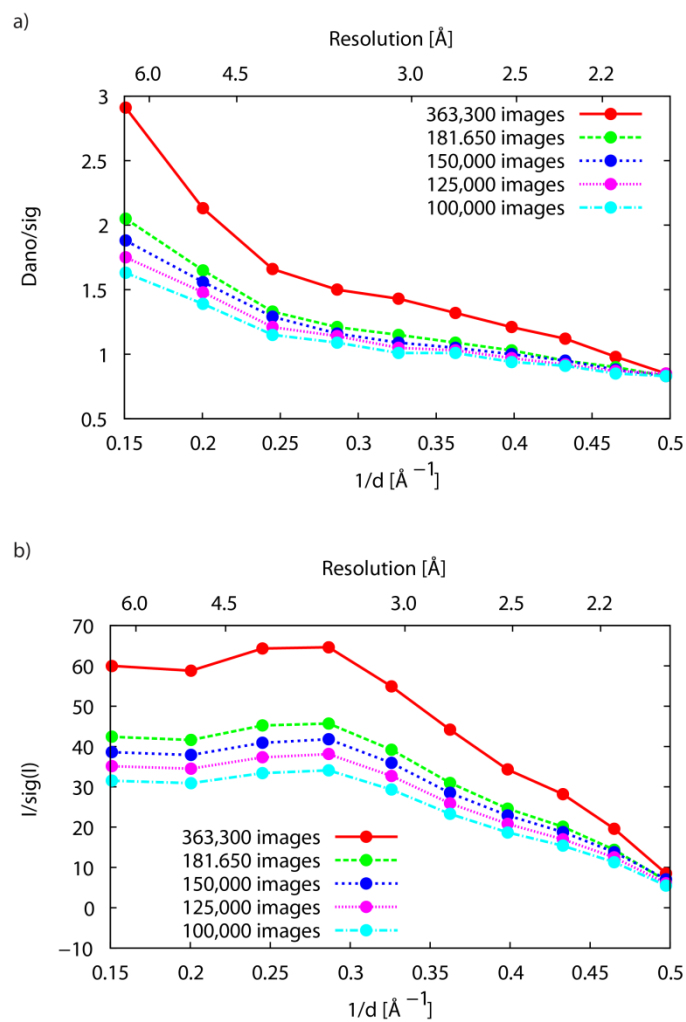 a)
Resolution [Å]
6.0 4.5 3.0 2.5 2.2
3
2.5
2
1.5
1
0.5
Dano/sig
363,300 images
181.650 images
150,000 images
125,000 images
100,000 images
0.15 0.2 0.25 0.3 0.35 0.4 0.45 0.5
1/d [Å −1]
b)
Resolution [Å]
6.0 4.5 3.0 2.5 2.2
70
60
50
40
30
20
10
0
−10
I/sig(I)
363,300 images
181.650 images
150,000 images
125,000 images
100,000 images
0.15 0.2 0.25 0.3 0.35 0.4 0.45 0.5
1/d [Å −1]